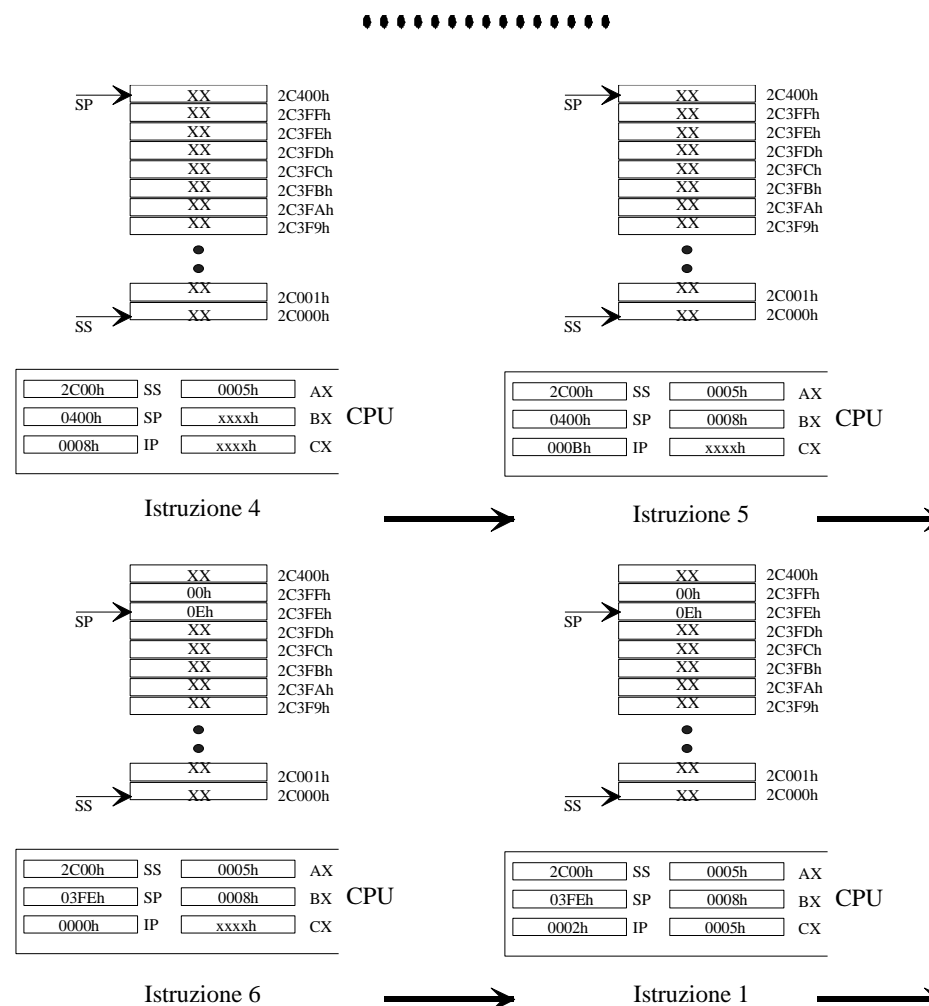 SP XX 2C400h
XX 2C3FFh
XX 2C3FEh
XX 2C3FDh
XX 2C3FCh
XX 2C3FBh
XX 2C3FAh
XX 2C3F9h
XX 2C001h
SS XX 2C000h
2C00h SS 0005h AX
0400h SP xxxxh BX CPU
0008h IP xxxxh CX
Istruzione 4
SP XX 2C400h
XX 2C3FFh
XX 2C3FEh
XX 2C3FDh
XX 2C3FCh
XX 2C3FBh
XX 2C3FAh
XX 2C3F9h
XX 2C001h
SS XX 2C000h
2C00h SS 0005h AX
0400h SP 0008h BX CPU
000Bh IP xxxxh CX
Istruzione 5
XX 2C400h
00h 2C3FFh
SP 0Eh 2C3FEh
XX 2C3FDh
XX 2C3FCh
XX 2C3FBh
XX 2C3FAh
XX 2C3F9h
XX 2C001h
SS XX 2C000h
2C00h SS 0005h AX
03FEh SP 0008h BX CPU
0000h IP xxxxh CX
Istruzione 6
XX 2C400h
00h 2C3FFh
SP 0Eh 2C3FEh
XX 2C3FDh
XX 2C3FCh
XX 2C3FBh
XX 2C3FAh
XX 2C3F9h
XX 2C001h
SS XX 2C000h
2C00h SS 0005h AX
03FEh SP 0008h BX CPU
0002h IP 0005h CX
Istruzione 1